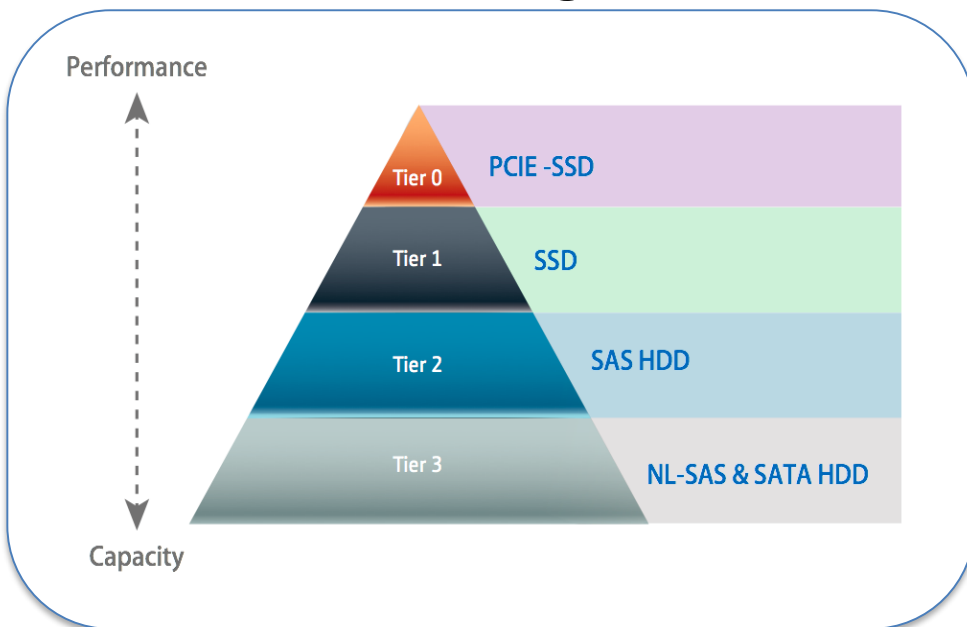 Performance
Tier 0
PCIE -SSD
Tier 1
SSD
Tier 2
SAS HDD
Tier 3
NL-SAS & SATA HDD
Capacity